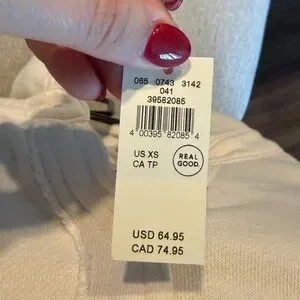 065 0743 3142
041
39582085
4 00395 82085 4
US XS
CA TP
REAL
GOOD.
USD 64.95
CAD 74.95